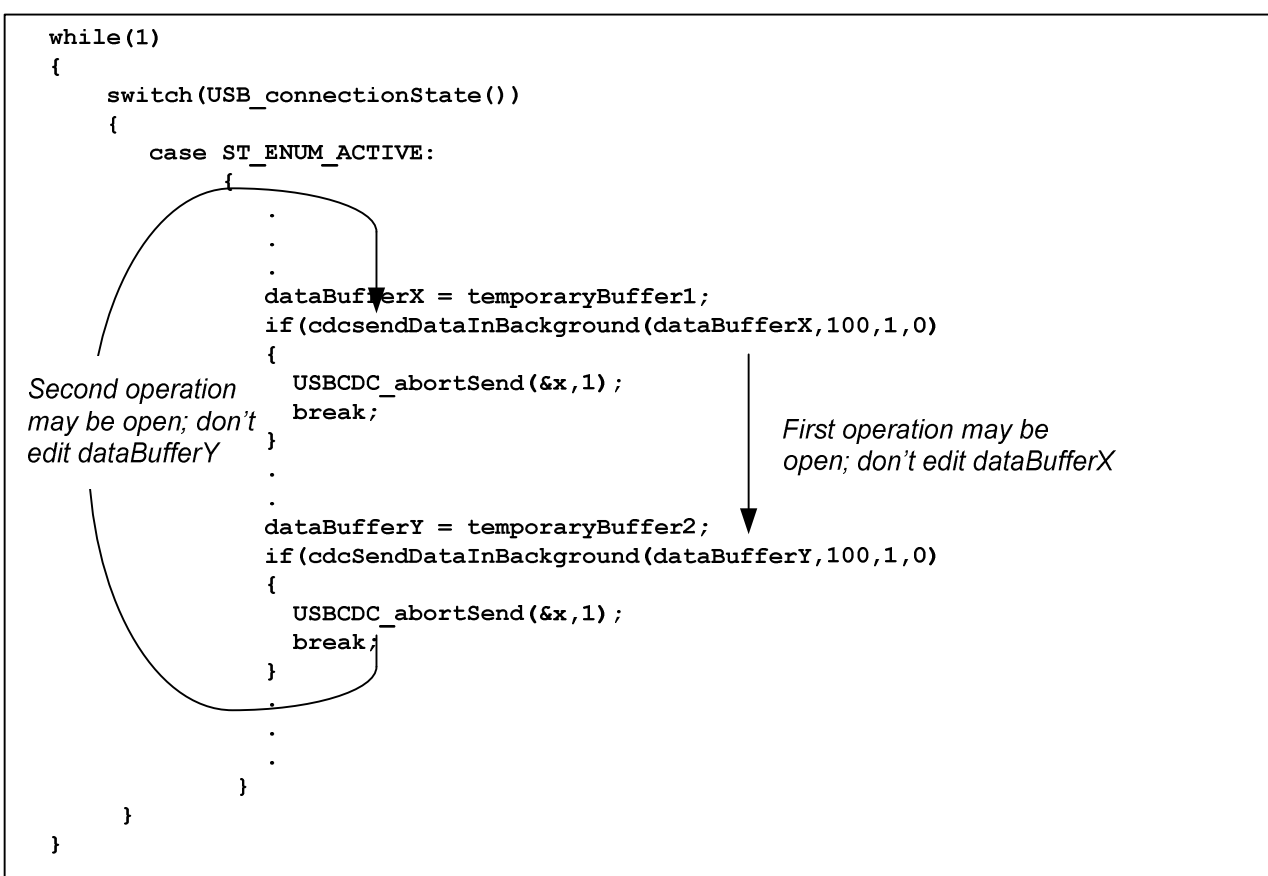 while(1)
{
switch(USB_connectionState())
{
case ST_ENUM_ACTIVE:
{
.
.
.
dataBufferX = temporaryBuffer1;
if(cdcsendDataInBackground(dataBufferX,100,1,0)
{
USBCDC_abortSend(&x,1);
break;
}
.
.
dataBufferY = temporaryBuffer2;
if(cdcSendDataInBackground(dataBufferY,100,1,0)
{
USBCDC_abortSend(&x,1);
break;
}
.
.
.
}
}
}
Second operation
may be open; don't
edit dataBufferY
First operation may be
open; don't edit dataBufferX